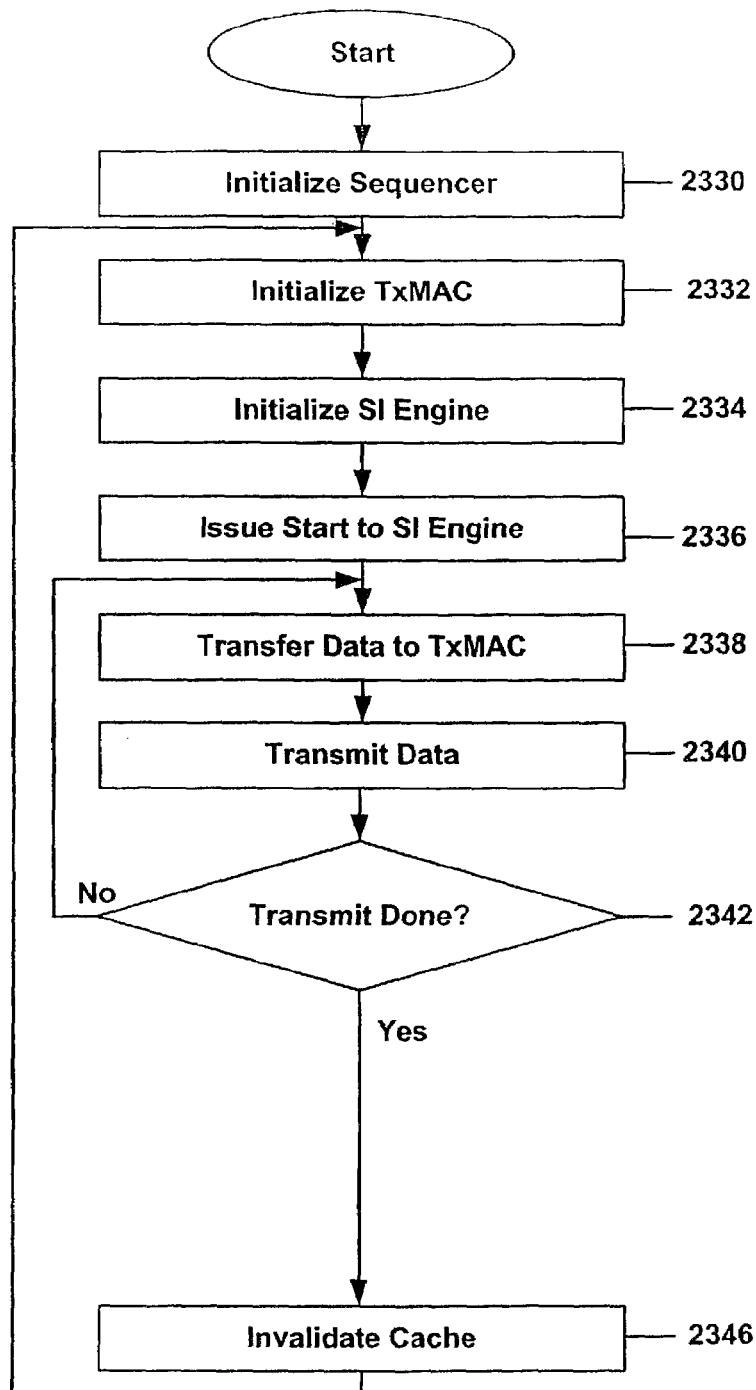 Start
Initialize Sequencer 2330
Initialize TxMAC 2332
Initialize SI Engine 2334
Issue Start to SI Engine 2336
Transfer Data to TxMAC 2338
Transmit Data 2340
No
Transmit Done? 2342
Yes
Invalidate Cache 2346